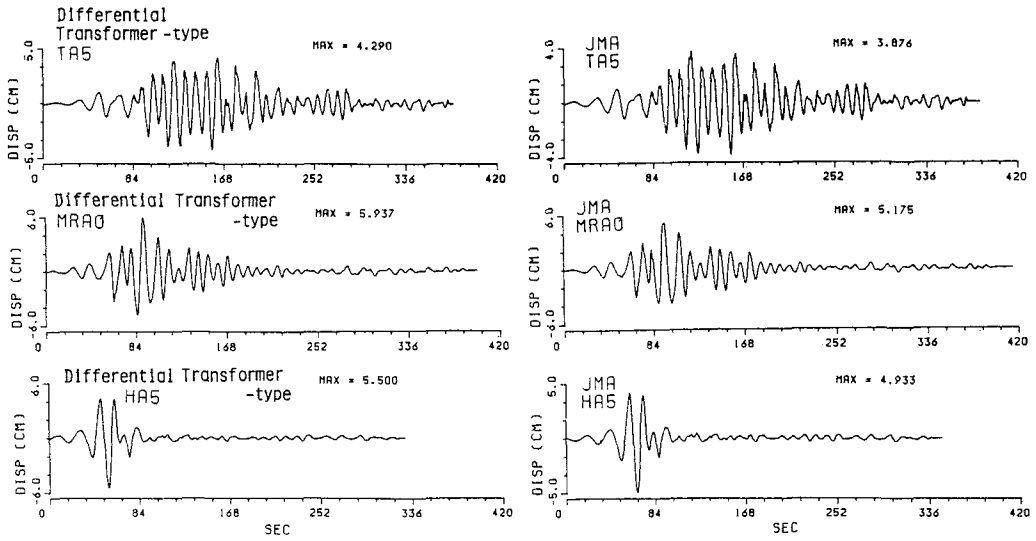 Differential
Transformer-type
TA5
MAX = 4.290
5.0
DISP (CM)
-5.0
0 84 168 252 336 420
JMA
TA5
MAX = 3.876
4.0
DISP (CM)
-4.0
0 84 168 252 336 420
Differential Transformer
-type
MRA0
MAX = 5.937
6.0
DISP (CM)
-6.0
0 84 168 252 336 420
JMA
MRA0
MAX = 5.175
6.0
DISP (CM)
-6.0
0 84 168 252 336 420
Differential Transformer
-type
HA5
MAX = 5.500
6.0
DISP (CM)
-6.0
0 84 168 252 336 420
SEC
JMA
HA5
MAX = 4.933
5.0
DISP (CM)
-5.0
0 84 168 252 336 420
SEC